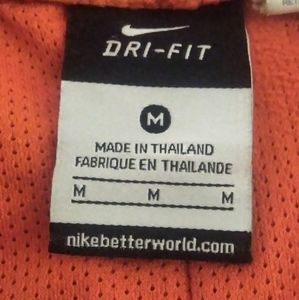 DRI-FIT
M
MADE IN THAILAND
FABRIQUE EN THAILANDE
M M M
nikebetterworld.com